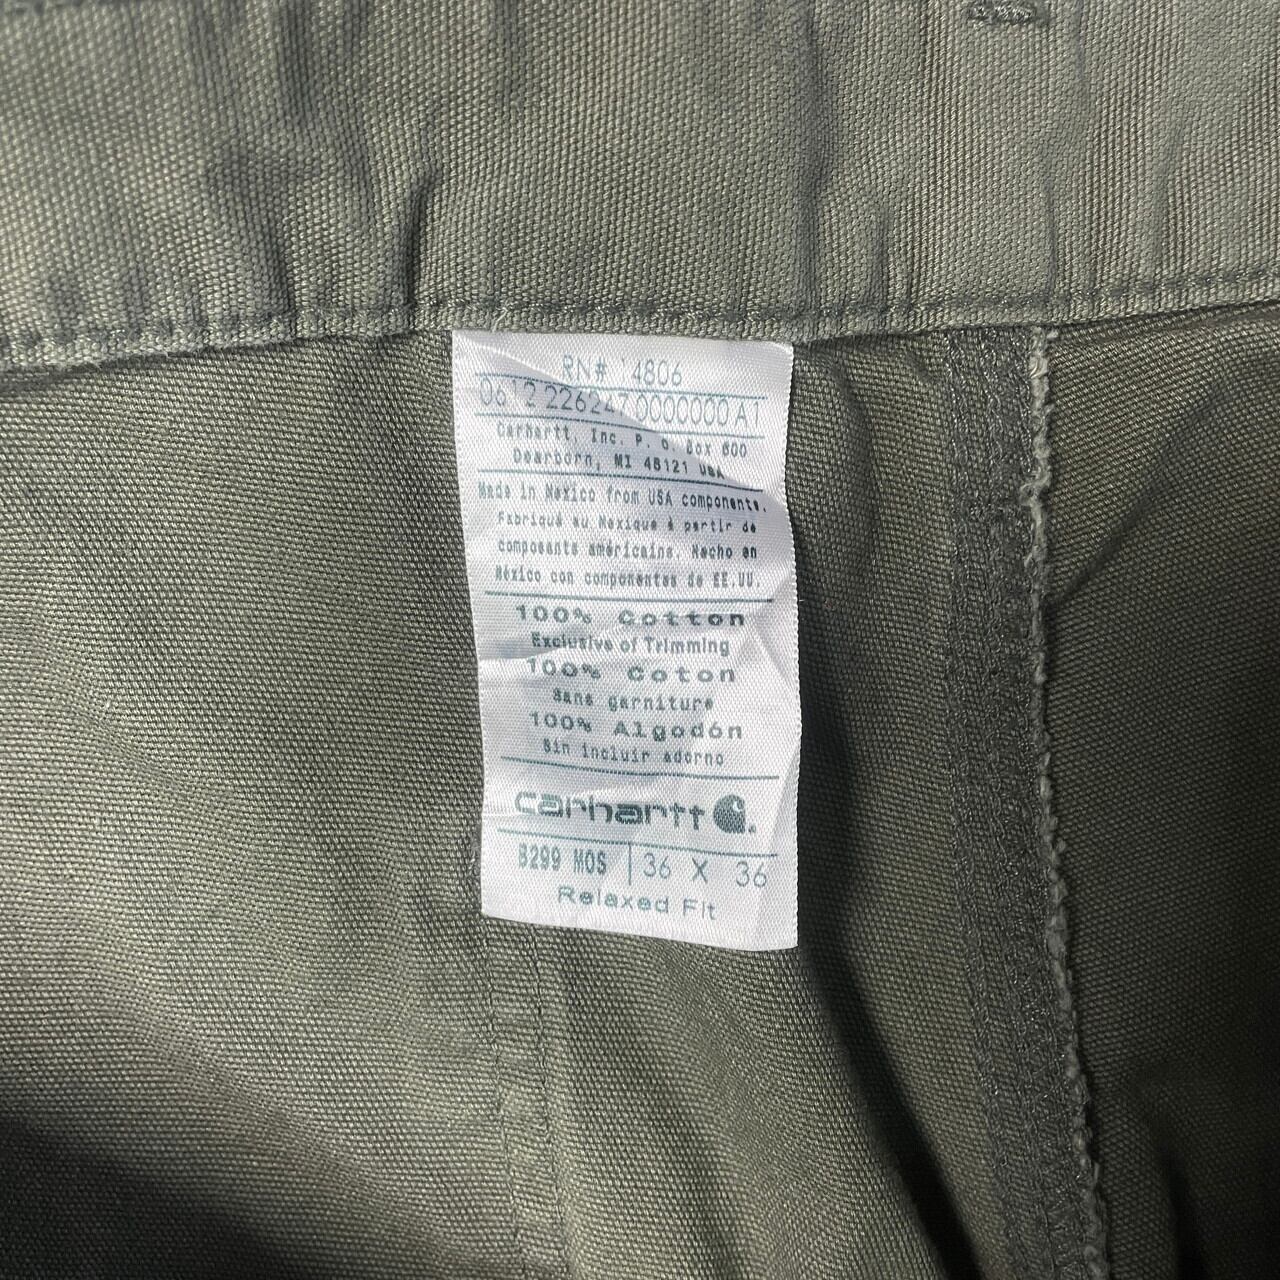 RN# 14806
0612 226247 0000000 A1
Carhartt, Inc. P. O. Box 600
Dearborn, MI 48121 USA
Made in Mexico from USA components.
Fabriqué au Mexique à partir de
composants américains. Hecho en
México con componentes de EE.UU.
100% Cotton
Exclusive of Trimming
100% Coton
Sans garniture
100% Algodón
Sin incluir adorno
carhartt
B299 MOS | 36 X 36
Relaxed Fit